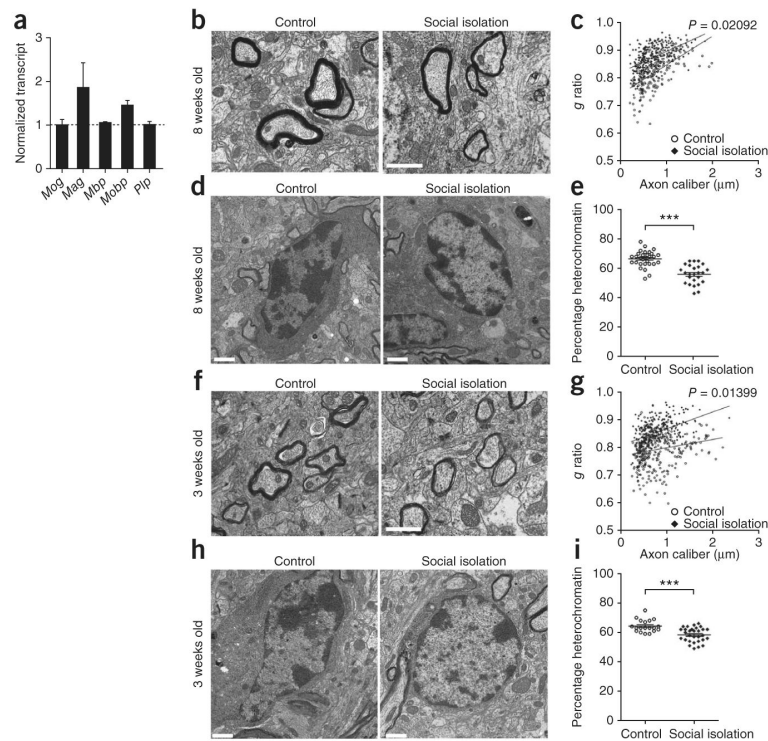 a
Normalized transcript
3
2
1
0
Mog
Mag
Mbp
Mobp
Plp
b
Control
Social isolation
8 weeks old
c
P = 0.02092
g ratio
1.0
0.9
0.8
0.7
0.6
0.5
Control
Social isolation
0 1 2 3
Axon caliber (μm)
d
Control
Social isolation
8 weeks old
e
***
Percentage heterochromatin
100
80
60
40
20
0
Control Social isolation
f
Control
Social isolation
3 weeks old
g
P = 0.01399
g ratio
1.0
0.9
0.8
0.7
0.6
0.5
Control
Social isolation
0 1 2 3
Axon caliber (μm)
h
Control
Social isolation
3 weeks old
i
***
Percentage heterochromatin
100
80
60
40
20
0
Control Social isolation